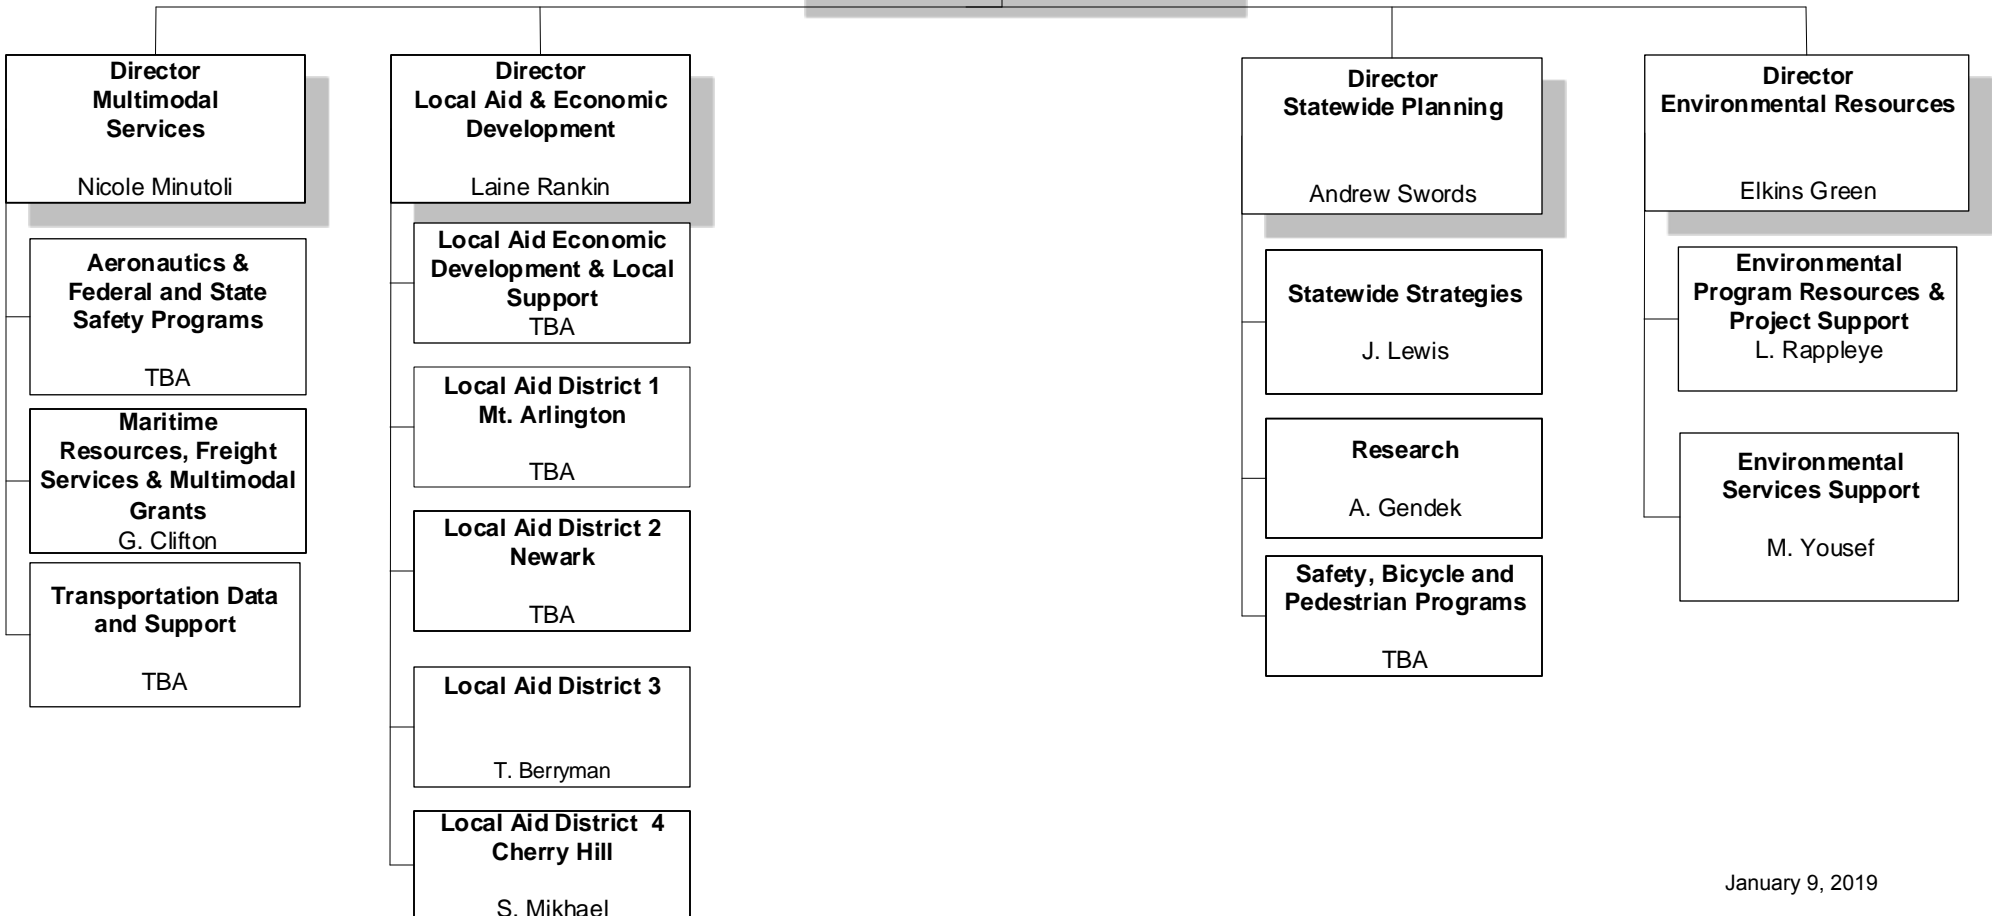 Director
Multimodal
Services
Nicole Minutoli
Aeronautics &
Federal and State
Safety Programs
TBA
Maritime
Resources, Freight
Services & Multimodal
Grants
G. Clifton
Transportation Data
and Support
TBA
Director
Local Aid & Economic
Development
Laine Rankin
Local Aid Economic
Development & Local
Support
TBA
Local Aid District 1
Mt. Arlington
TBA
Local Aid District 2
Newark
TBA
Local Aid District 3
T. Berryman
Local Aid District 4
Cherry Hill
S. Mikhael
Director
Statewide Planning
Andrew Swords
Statewide Strategies
J. Lewis
Research
A. Gendek
Safety, Bicycle and
Pedestrian Programs
TBA
Director
Environmental Resources
Elkins Green
Environmental
Program Resources &
Project Support
L. Rappleye
Environmental
Services Support
M. Yousef
January 9, 2019